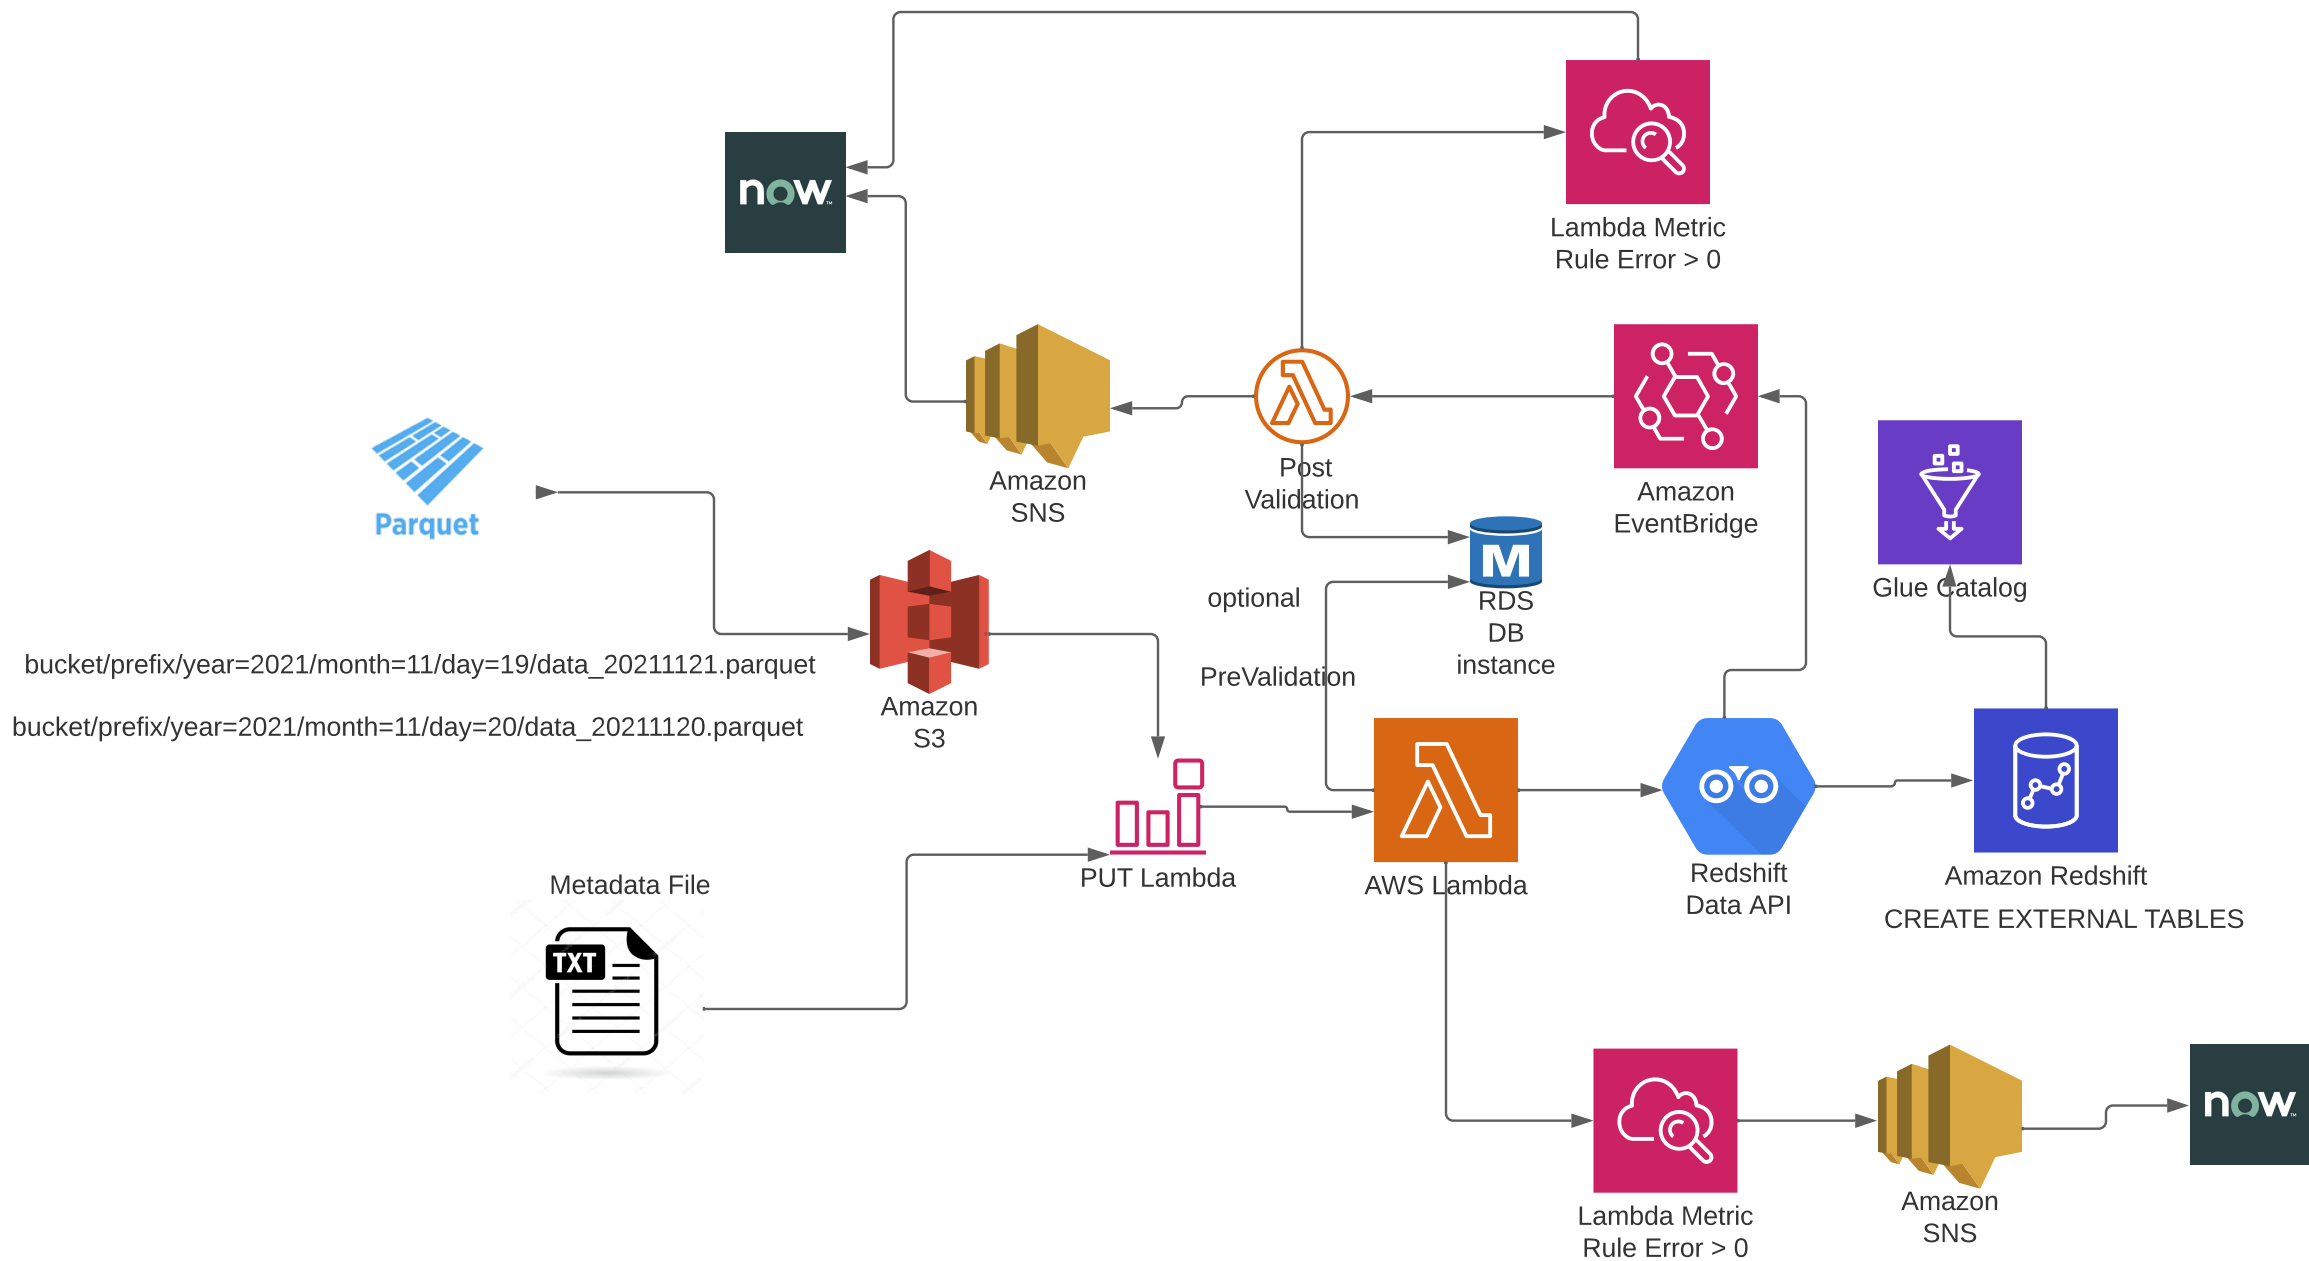 now
Lambda Metric
Rule Error > 0
Parquet
Amazon
SNS
Post
Validation
Amazon
EventBridge
Glue Catalog
M
RDS
DB
instance
optional
PreValidation
bucket/prefix/year=2021/month=11/day=19/data_20211121.parquet
bucket/prefix/year=2021/month=11/day=20/data_20211120.parquet
Amazon
S3
PUT Lambda
AWS Lambda
Redshift
Data API
Amazon Redshift
CREATE EXTERNAL TABLES
Metadata File
TXT
Lambda Metric
Rule Error > 0
Amazon
SNS
now